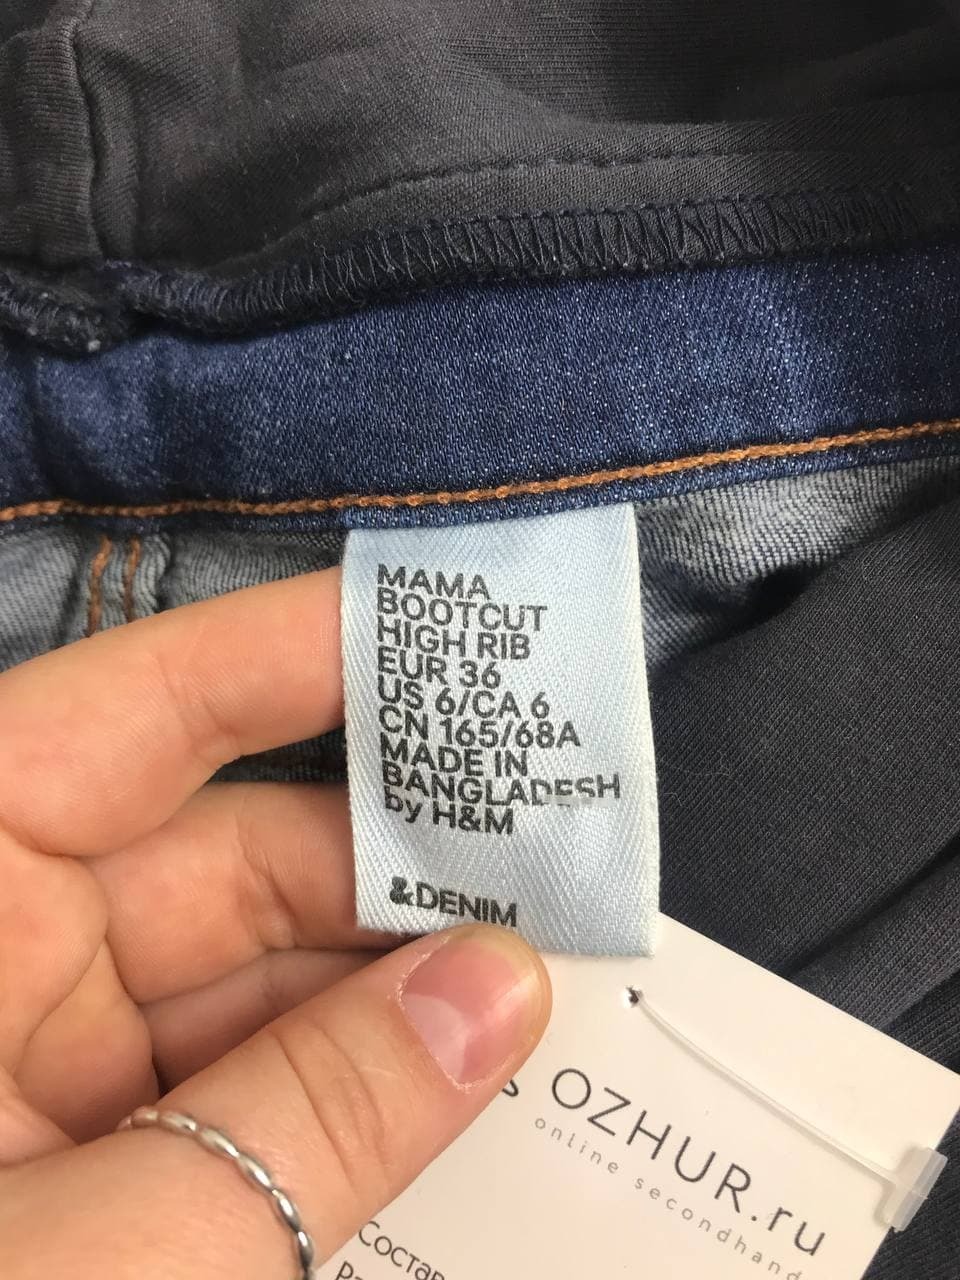 MAMA
BOOTCUT
HIGH RIB
EUR 36
US 6/CA 6
CN 165/68A
MADE IN
BANGLADESH
by H&M
&DENIM
OZHUR.ru
online secondhand